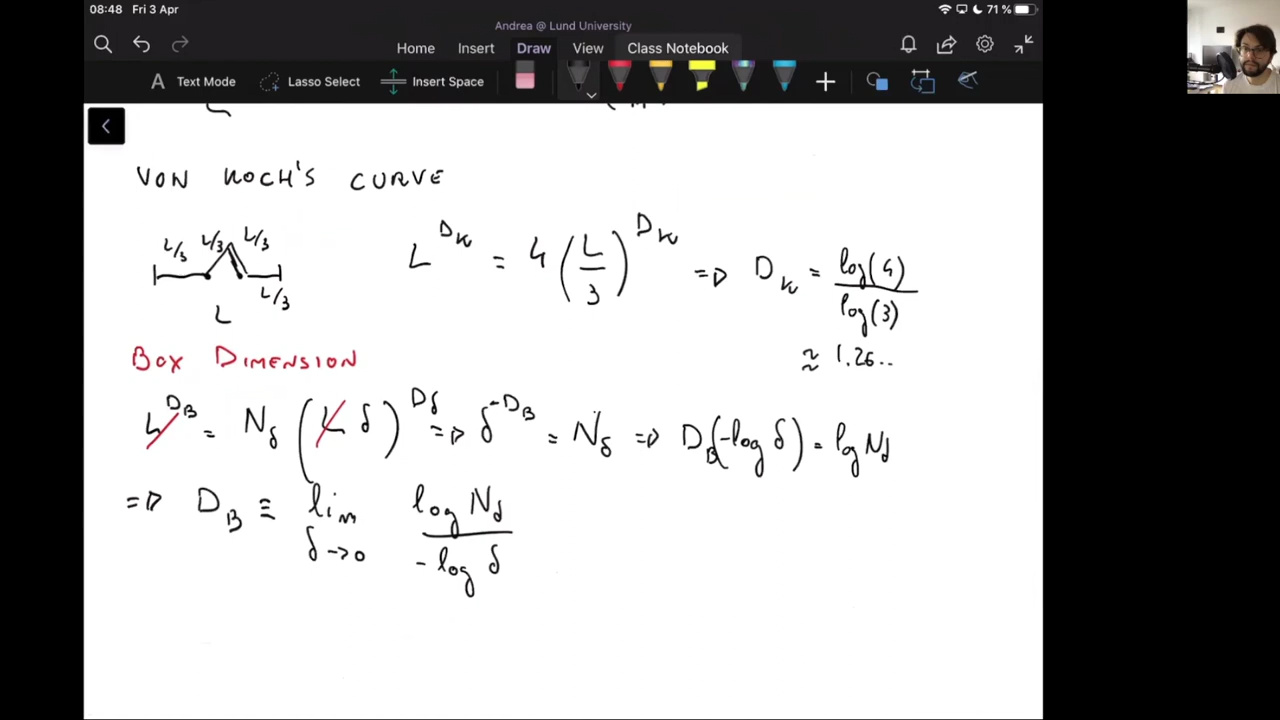 08:48 Fri 3 Apr
71 %
Andrea @ Lund University
Home Insert Draw View Class Notebook
A Text Mode Lasso Select Insert Space
VON KOCH'S CURVE
L/3 L/3 L/3 L/3
L
L^{D_K} = 4 (L/3)^{D_K} => D_K = log(4)/log(3)
≈ 1.26..
BOX DIMENSION
L^{D_B} = N_δ (L δ)^{Dδ} => δ^{-D_B} = N_δ => D_B(-log δ) = log N_δ
=> D_B ≡ lim_{δ->0} log N_δ / -log δ